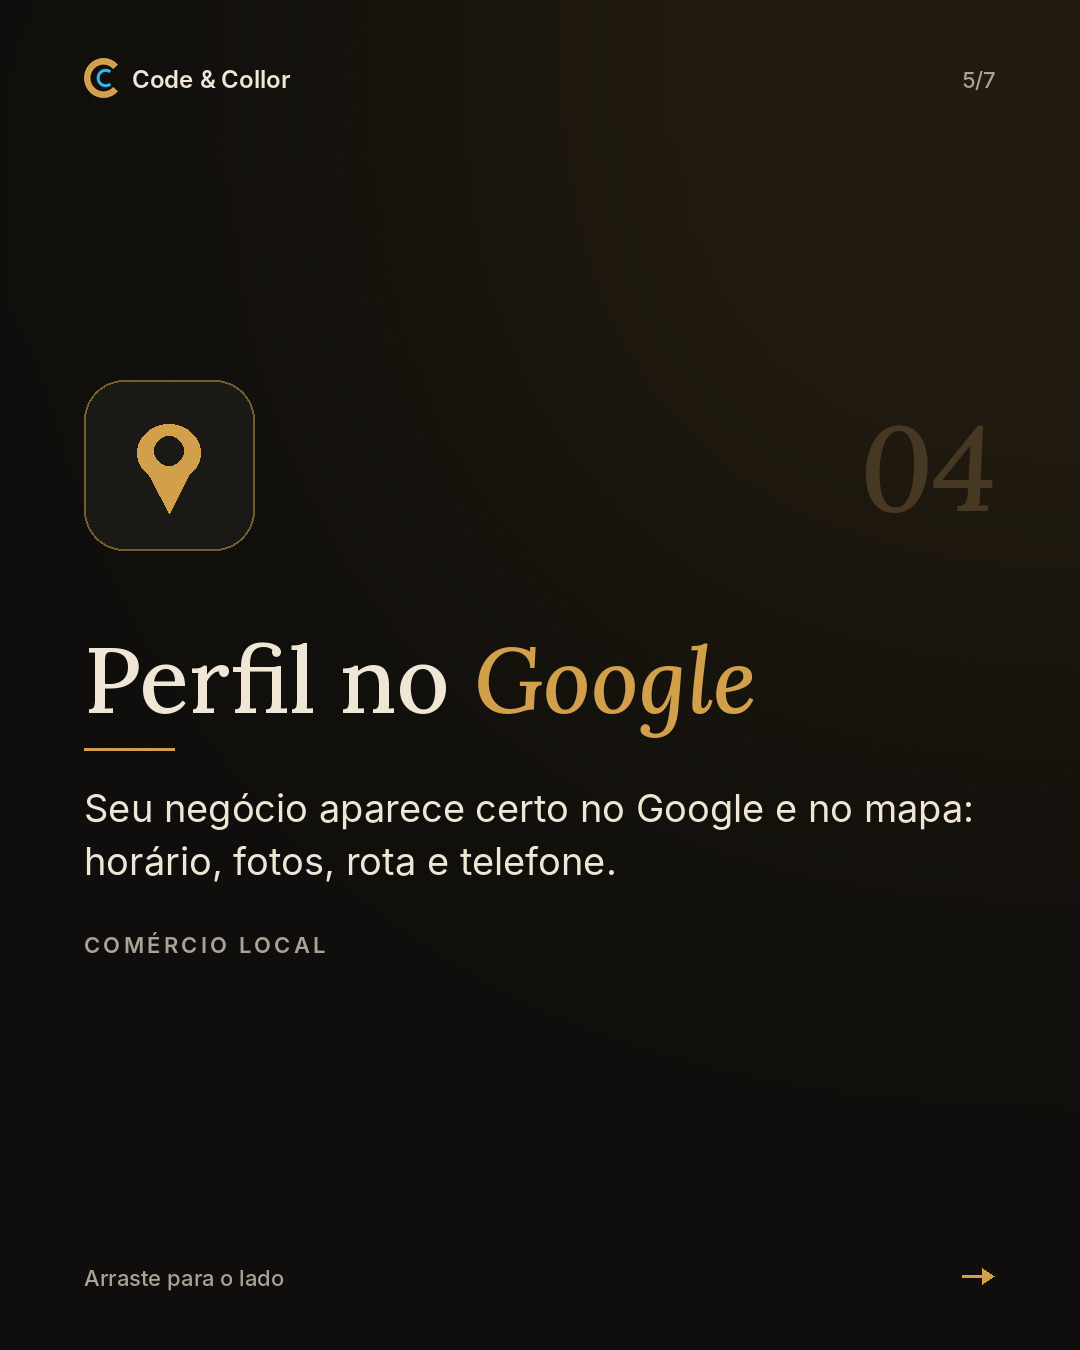 Code & Collor
5/7
04
Perfil no Google
Seu negócio aparece certo no Google e no mapa:
horário, fotos, rota e telefone.
COMÉRCIO LOCAL
Arraste para o lado